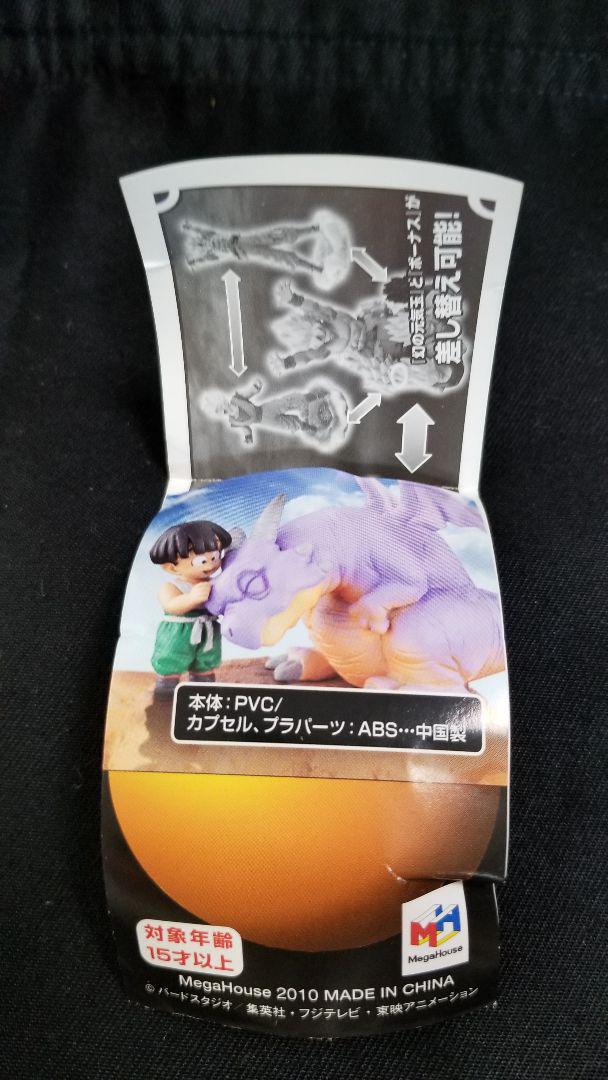 「幻の元気玉」と「ボーナス」が
差し替え可能!
本体：PVC/
カプセル、プラパーツ：ABS…中国製
対象年齢
15才以上
MH
MegaHouse
MegaHouse 2010 MADE IN CHINA
© バードスタジオ/集英社・フジテレビ・東映アニメーション